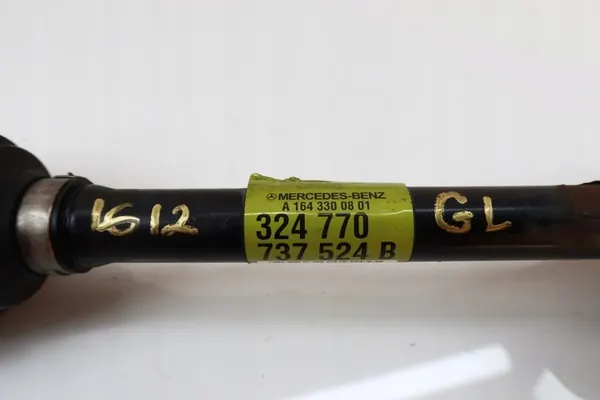 1612
MERCEDES-BENZ
A 164 330 08 01
324 770
737 524 B
GL